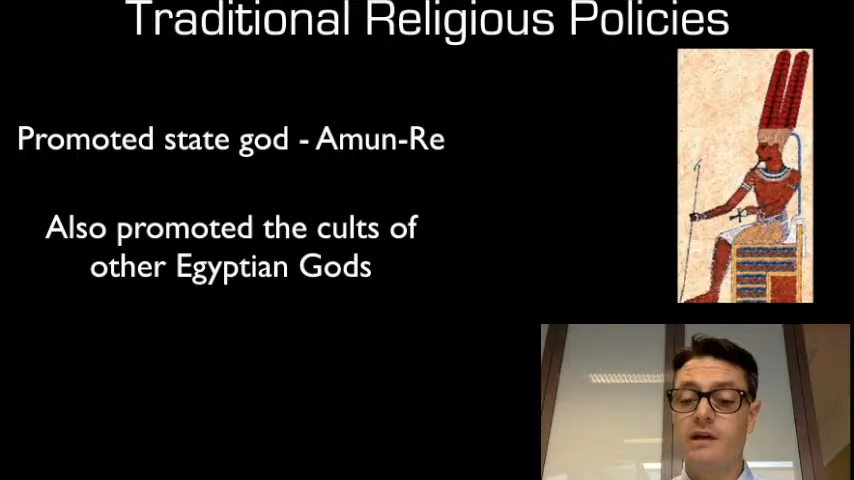 Traditional Religious Policies
Promoted state god - Amun-Re
Also promoted the cults of
other Egyptian Gods